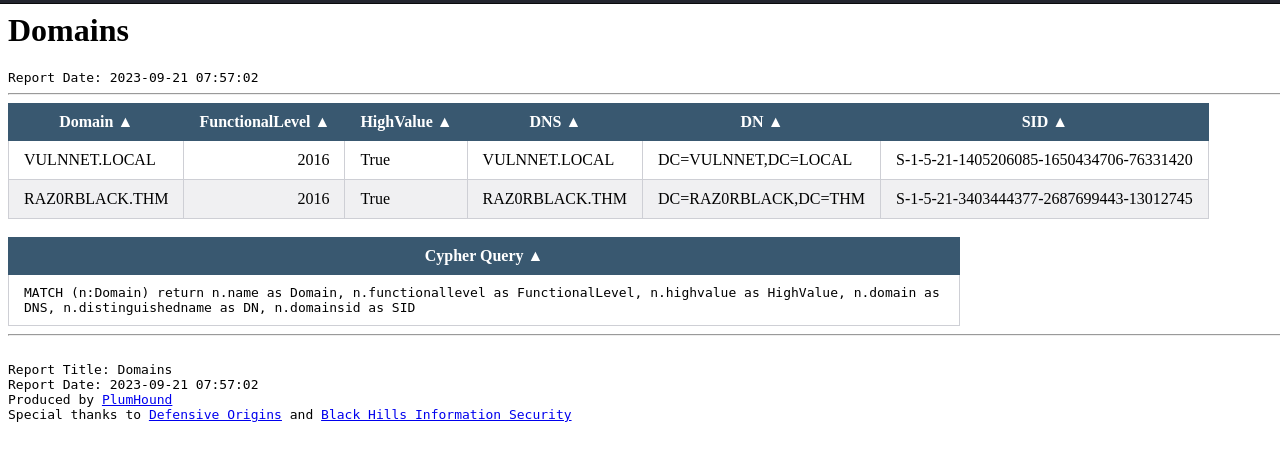 Domains
Report Date: 2023-09-21 07:57:02
Domain ▲ FunctionalLevel ▲ HighValue ▲ DNS ▲ DN ▲ SID ▲
VULNNET.LOCAL 2016 True VULNNET.LOCAL DC=VULNNET,DC=LOCAL S-1-5-21-1405206085-1650434706-76331420
RAZ0RBLACK.THM 2016 True RAZ0RBLACK.THM DC=RAZ0RBLACK,DC=THM S-1-5-21-3403444377-2687699443-13012745
Cypher Query ▲
MATCH (n:Domain) return n.name as Domain, n.functionallevel as FunctionalLevel, n.highvalue as HighValue, n.domain as
DNS, n.distinguishedname as DN, n.domainsid as SID
Report Title: Domains
Report Date: 2023-09-21 07:57:02
Produced by PlumHound
Special thanks to Defensive Origins and Black Hills Information Security